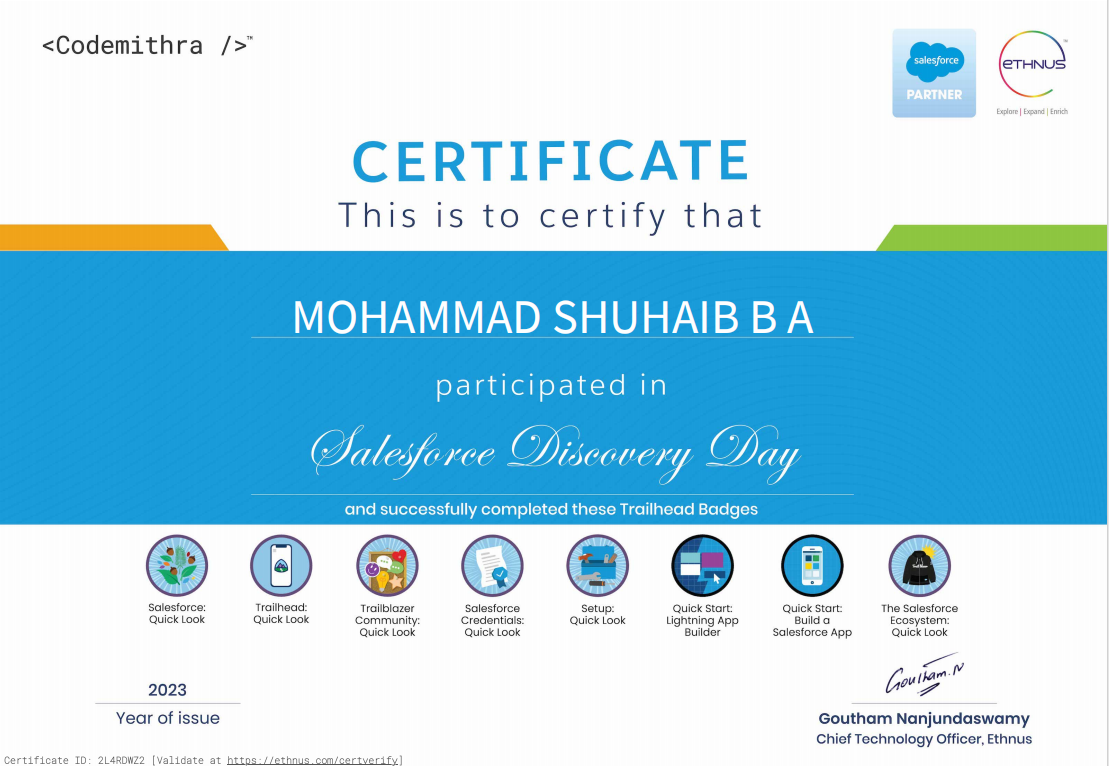 <Codemithra />™
salesforce
PARTNER
ETHNUS
Explore | Expand | Enrich
CERTIFICATE
This is to certify that
MOHAMMAD SHUHAIB B A
participated in
Salesforce Discovery Day
and successfully completed these Trailhead Badges
Salesforce:
Quick Look
Trailhead:
Quick Look
Trailblazer
Community:
Quick Look
Salesforce
Credentials:
Quick Look
Setup:
Quick Look
Quick Start:
Lightning App
Builder
Quick Start:
Build a
Salesforce App
The Salesforce
Ecosystem:
Quick Look
2023
Year of issue
Goutham.N
Goutham Nanjundaswamy
Chief Technology Officer, Ethnus
Certificate ID: 2L4RDWZ2 [Validate at https://ethnus.com/certverify]